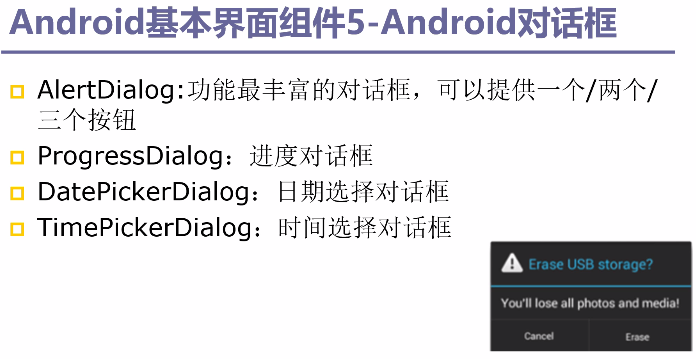 Android基本界面组件5-Android对话框
AlertDialog:功能最丰富的对话框，可以提供一个/两个/
三个按钮
ProgressDialog：进度对话框
DatePickerDialog：日期选择对话框
TimePickerDialog：时间选择对话框
Erase USB storage?
You'll lose all photos and media!
Cancel Erase